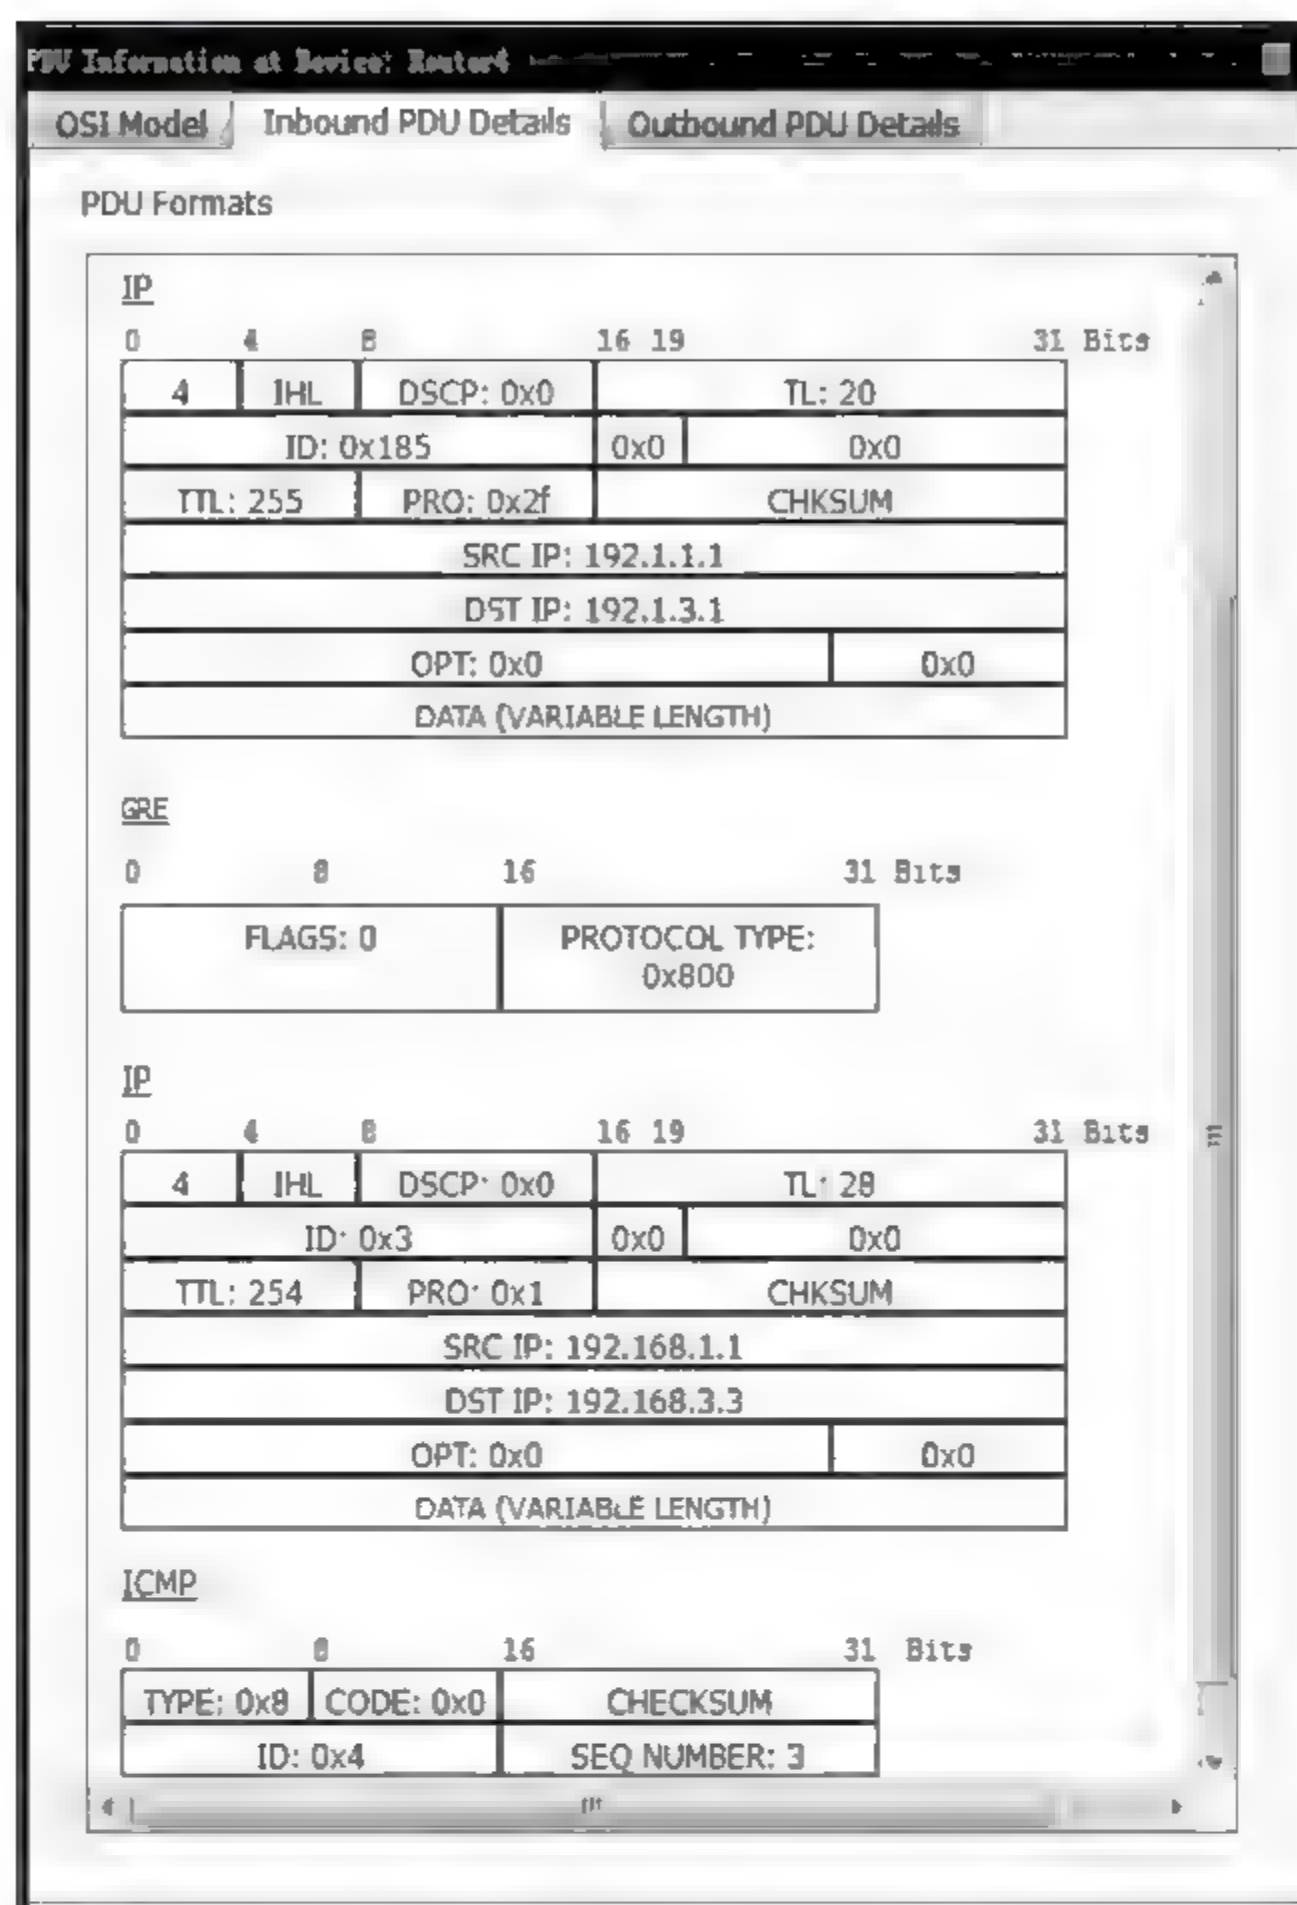 PDU Information at Device: Router4
OSI Model Inbound PDU Details Outbound PDU Details
PDU Formats
IP
0 4 8 16 19 31 Bits
4 IHL DSCP: 0x0 TL: 20
ID: 0x185 0x0 0x0
TTL: 255 PRO: 0x2f CHKSUM
SRC IP: 192.1.1.1
DST IP: 192.1.3.1
OPT: 0x0 0x0
DATA (VARIABLE LENGTH)
GRE
0 8 16 31 Bits
FLAGS: 0 PROTOCOL TYPE:
0x800
IP
0 4 8 16 19 31 Bits
4 IHL DSCP: 0x0 TL: 28
ID: 0x3 0x0 0x0
TTL: 254 PRO: 0x1 CHKSUM
SRC IP: 192.168.1.1
DST IP: 192.168.3.3
OPT: 0x0 0x0
DATA (VARIABLE LENGTH)
ICMP
0 8 16 31 Bits
TYPE: 0x8 CODE: 0x0 CHECKSUM
ID: 0x4 SEQ NUMBER: 3